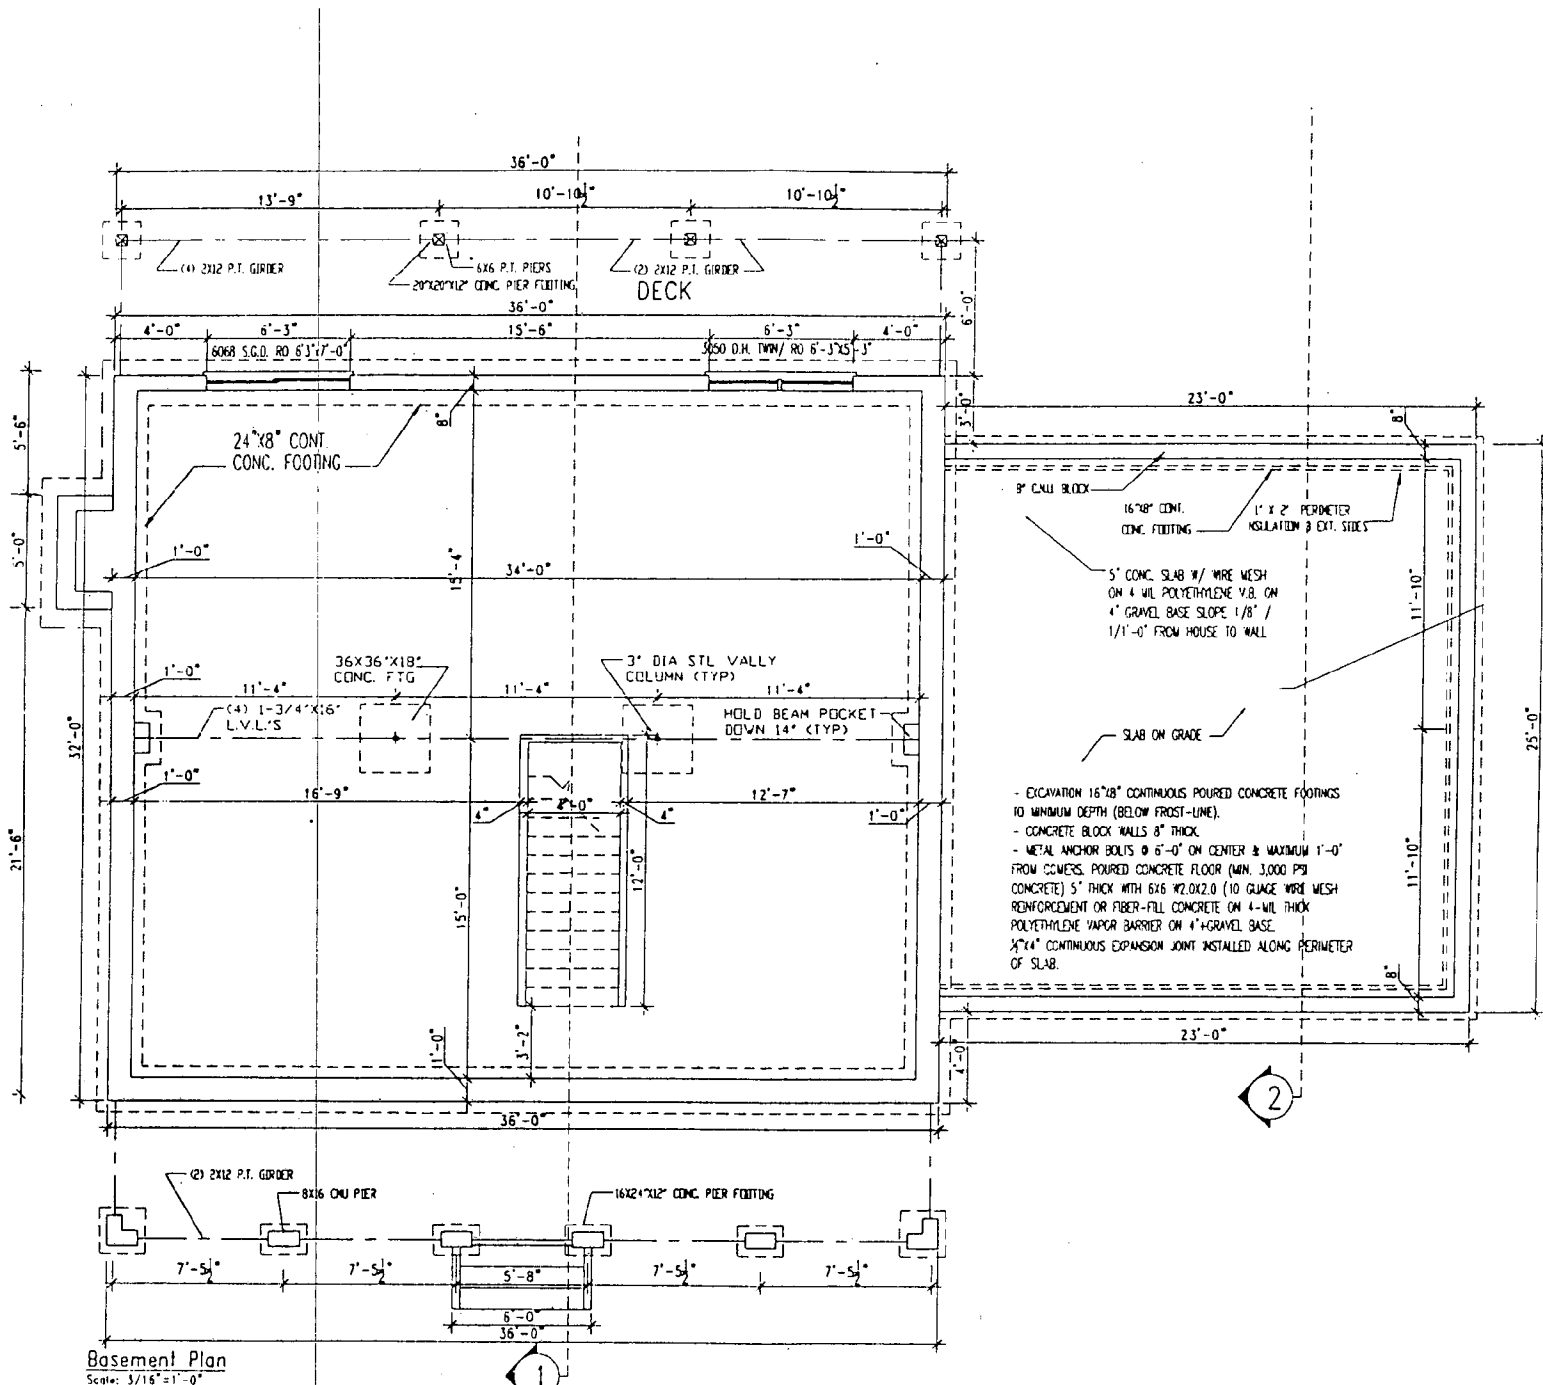 36'-0"
13'-9"
10'-10½"
10'-10½"
(4) 2X12 P.T. GIRDER
6X6 P.T. PIERS
20"X20"X12" CONC. PIER FOOTING
(2) 2X12 P.T. GIRDER
DECK
6'-0"
36'-0"
4'-0"
6'-3"
15'-6"
6'-3"
4'-0"
6068 S.G.D. RO 6'3"x7'-0"
3050 D.H. TWIN/ RO 6'-3"X5'-3"
5'-6"
8"
3'-0"
23'-0"
8"
24"X8" CONT.
CONC. FOOTING
8" C.M.U BLOCK
16"X8" CONT.
CONC. FOOTING
1" X 2" PERIMETER
INSULATION 3 EXT. SIDES
5'-0"
1'-0"
34'-0"
15'-4"
1'-0"
5" CONC. SLAB W/ WIRE MESH
ON 4 MIL POLYETHYLENE V.B. ON
4" GRAVEL BASE SLOPE 1/8" /
1/1'-0" FROM HOUSE TO WALL
11'-10"
36X36"X18"
CONC. FTG
3" DIA STL VALLY
COLUMN (TYP)
1'-0"
11'-4"
11'-4"
11'-4"
(4) 1-3/4"X16"
L.V.L.'S
HOLD BEAM POCKET
DOWN 14" (TYP)
32'-0"
SLAB ON GRADE
25'-0"
1'-0"
16'-9"
4"
4'-0"
4"
12'-7"
1'-0"
21'-6"
12'-0"
15'-0"
- EXCAVATION 16"X8" CONTINUOUS POURED CONCRETE FOOTINGS
TO MINIMUM DEPTH (BELOW FROST-LINE).
- CONCRETE BLOCK WALLS 8" THICK.
- METAL ANCHOR BOLTS @ 6'-0" ON CENTER & MAXIMUM 1'-0"
FROM CORNERS. POURED CONCRETE FLOOR (MIN. 3,000 PSI
CONCRETE) 5" THICK WITH 6X6 W2.0X2.0 (10 GUAGE WIRE MESH
REINFORCEMENT OR FIBER-FILL CONCRETE ON 4-MIL THICK
POLYETHYLENE VAPOR BARRIER ON 4"+GRAVEL BASE.
"X4" CONTINUOUS EXPANSION JOINT INSTALLED ALONG PERIMETER
OF SLAB.
11'-10"
8"
3'-2"
1'-0"
4'-0"
23'-0"
2
36'-0"
(2) 2X12 P.T. GIRDER
8X16 CMU PIER
16X24"X12" CONC. PIER FOOTING
7'-5½"
7'-5½"
5'-8"
7'-5½"
7'-5½"
6'-0"
36'-0"
1
Basement Plan
Scale: 3/16"=1'-0"